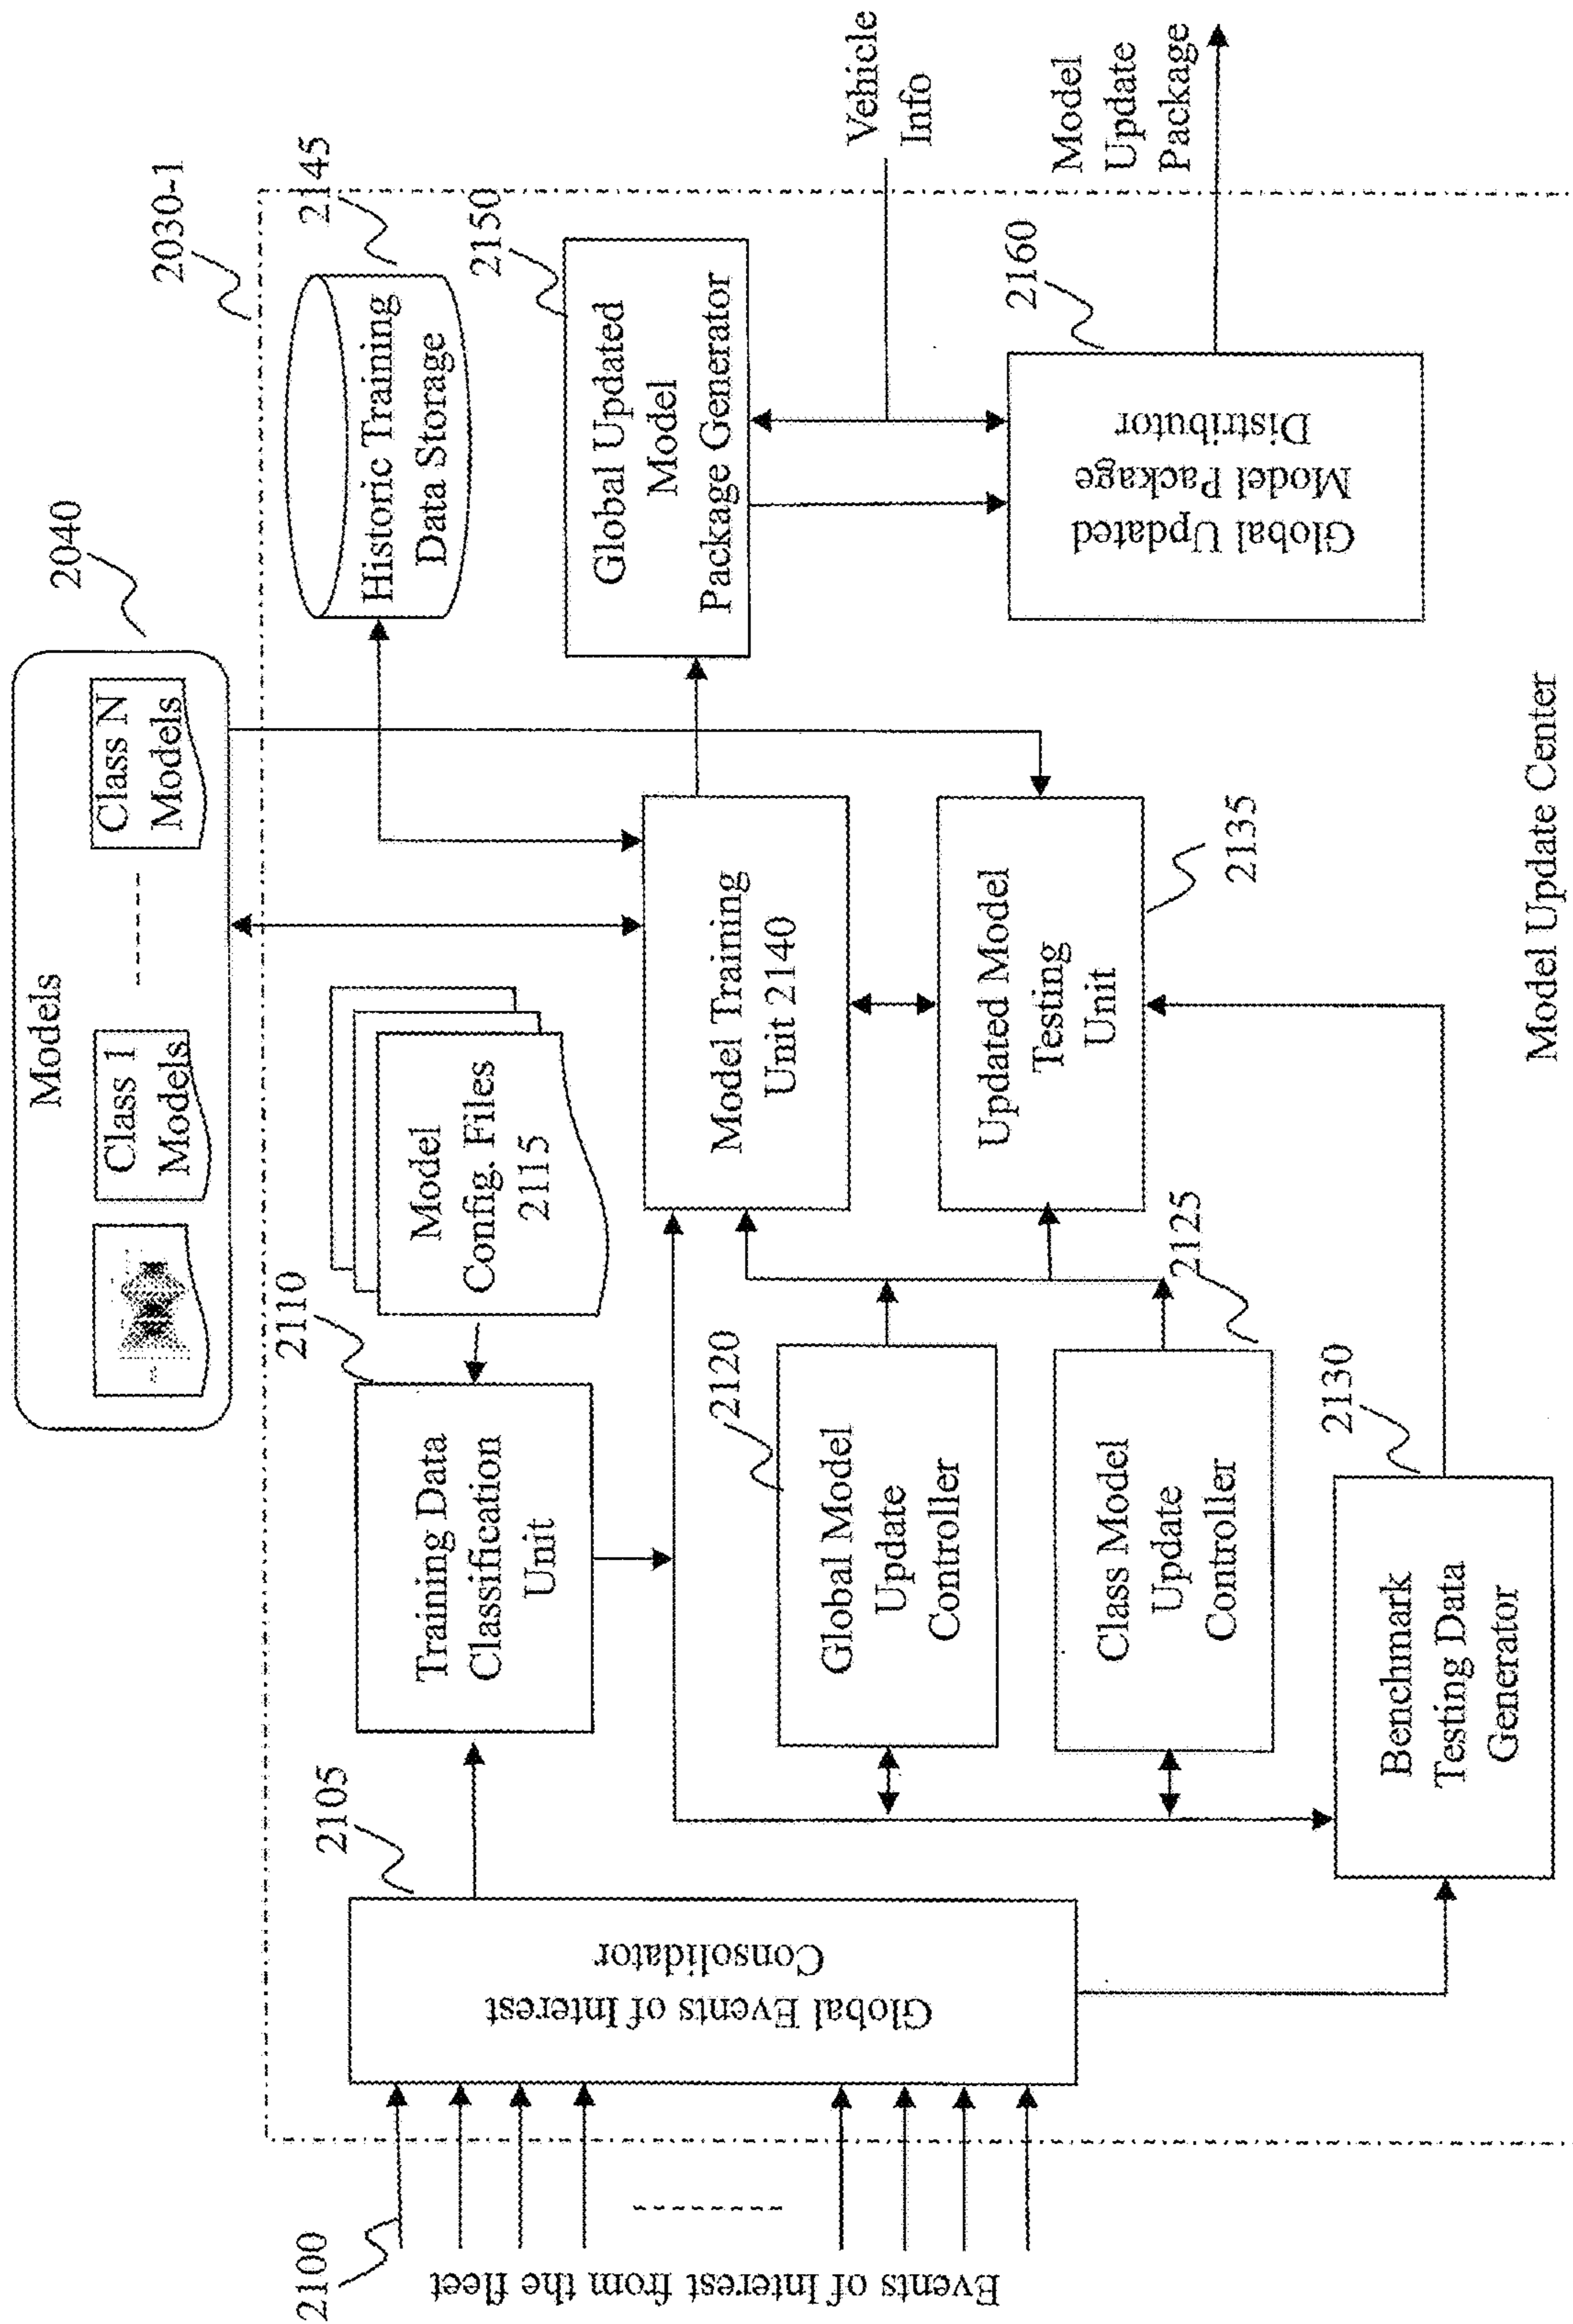 Models
Class 1
Models
Class N
Models
2040
2030-1
2110
Model
Config. Files
2115
Historic Training
Data Storage
2145
2105
Training Data
Classification
Unit
2150
Global Updated
Model
Package Generator
Model Training
Unit 2140
2120
Global Model
Update
Controller
Vehicle
Info
2100
Events of Interest from the fleet
Global Events of Interest
Consolidator
Updated Model
Testing
Unit
2135
2160
Global Updated
Model Package
Distributor
Model
Update
Package
2125
Class Model
Update
Controller
2130
Benchmark
Testing Data
Generator
Model Update Center